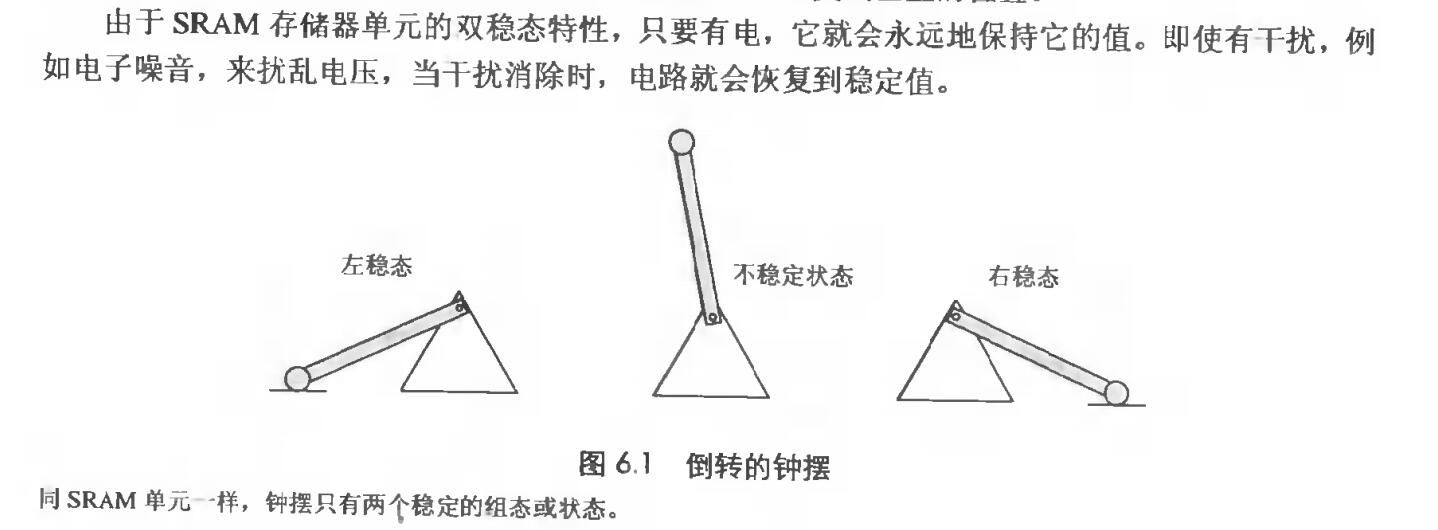 由于 SRAM 存储器单元的双稳态特性，只要有电，它就会永远地保持它的值。即使有干扰，例
如电子噪音，来扰乱电压，当干扰消除时，电路就会恢复到稳定值。
左稳态
不稳定状态
右稳态
图 6.1 倒转的钟摆
同 SRAM 单元一样，钟摆只有两个稳定的组态或状态。